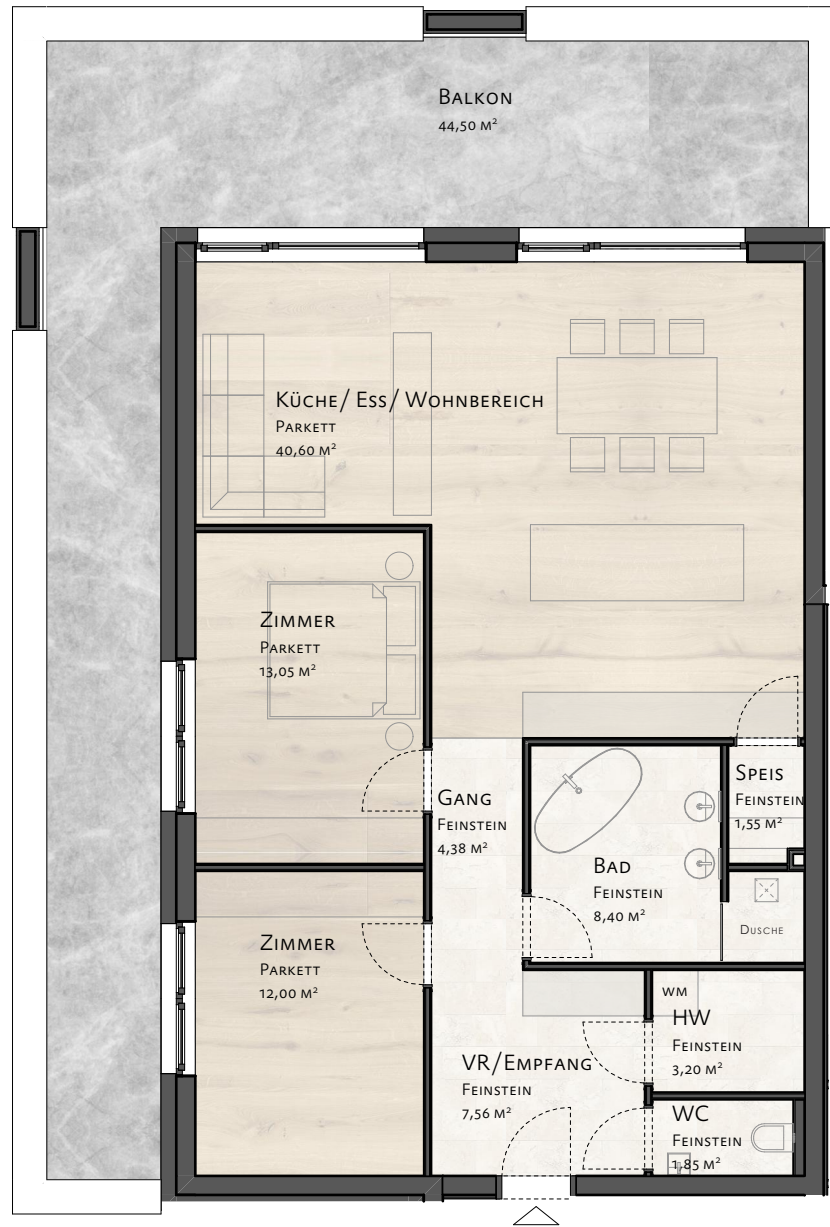 Balkon
44,50 m²
Küche/ Ess/ Wohnbereich
Parkett
40,60 m²
Zimmer
Parkett
13,05 m²
Gang
Feinstein
4,38 m²
Speis
Feinstein
1,55 m²
Bad
Feinstein
8,40 m²
Dusche
Zimmer
Parkett
12,00 m²
WM
HW
Feinstein
3,20 m²
VR/Empfang
Feinstein
7,56 m²
WC
Feinstein
1,85 m²